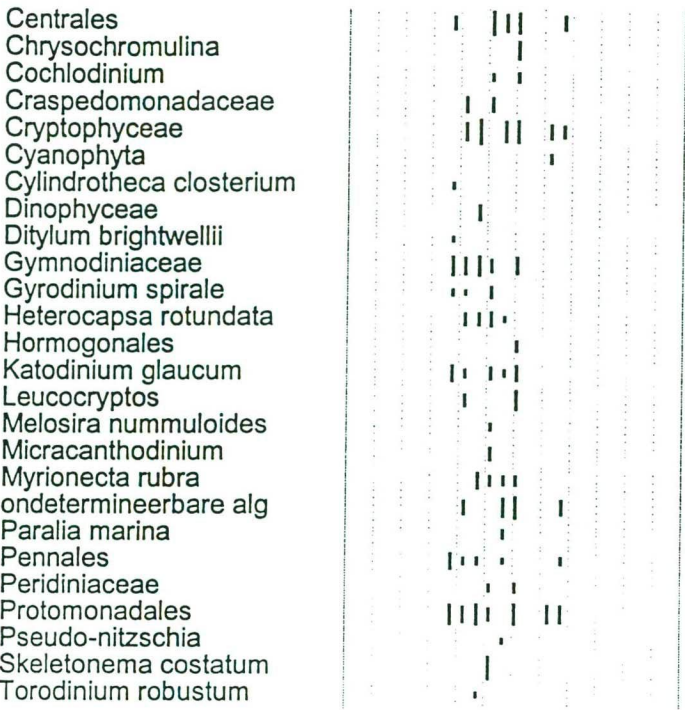 Centrales
Chrysochromulina
Cochlodinium
Craspedomonadaceae
Cryptophyceae
Cyanophyta
Cylindrotheca closterium
Dinophyceae
Ditylum brightwellii
Gymnodiniaceae
Gyrodinium spirale
Heterocapsa rotundata
Hormogonales
Katodinium glaucum
Leucocryptos
Melosira nummuloides
Micracanthodinium
Myrionecta rubra
ondetermineerbare alg
Paralia marina
Pennales
Peridiniaceae
Protomonadales
Pseudo-nitzschia
Skeletonema costatum
Torodinium robustum